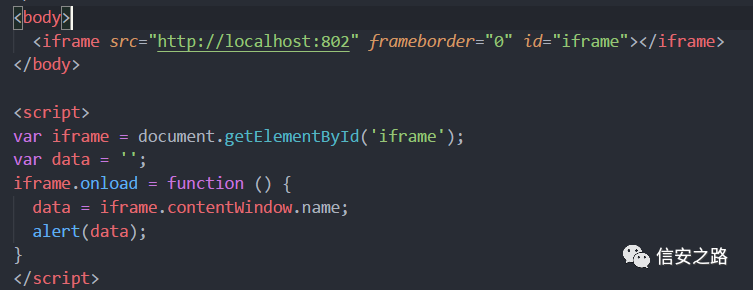 <body>
  <iframe src="http://localhost:802" frameborder="0" id="iframe"></iframe>
</body>

<script>
var iframe = document.getElementById('iframe');
var data = '';
iframe.onload = function () {
  data = iframe.contentWindow.name;
  alert(data);
}
</script>
信安之路